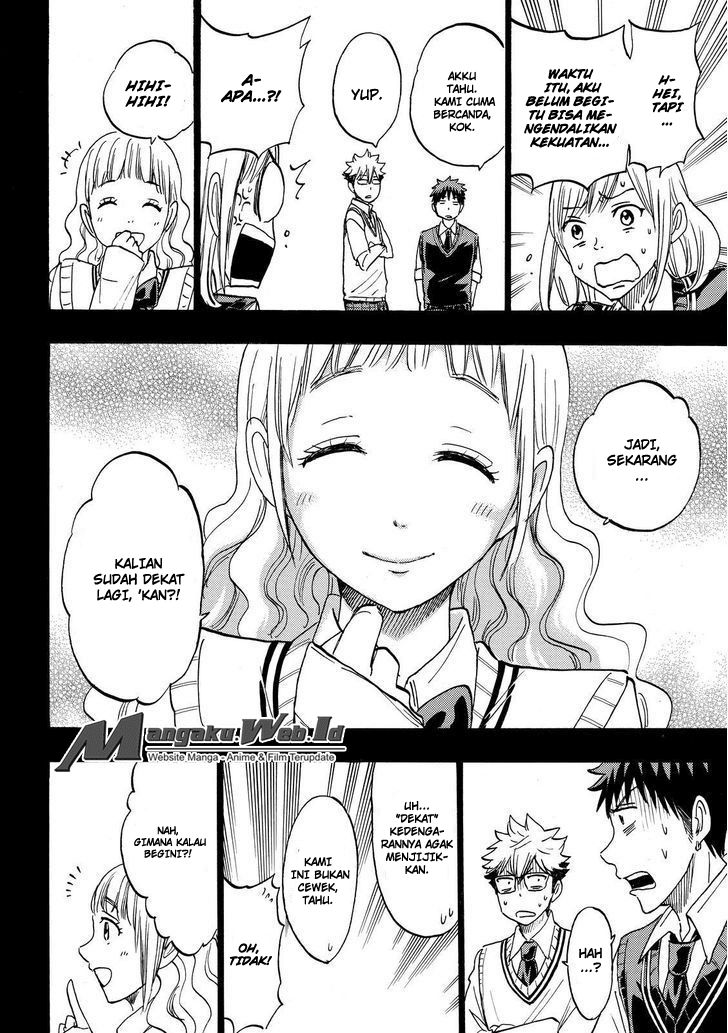 H-
HEI,
TAPI
...
WAKTU
ITU, AKU
BELUM BEGI-
TU BISA ME-
NGENDALIKAN
KEKUATAN...
AKKU
TAHU.
KAMI CUMA
BERCANDA,
KOK.
YUP.
A-
APA...?!
HIHI-
HIHI!
JADI,
SEKARANG
...
KALIAN
SUDAH DEKAT
LAGI, 'KAN?!
Mangaku.Web.Id
Website Manga - Anime & Film Terupdate
HAH
...?
UH...
"DEKAT"
KEDENGA-
RANNYA AGAK
MENJIJIK-
KAN.
KAMI
INI BUKAN
CEWEK,
TAHU.
OH,
TIDAK!
NAH,
GIMANA KALAU
BEGINI?!